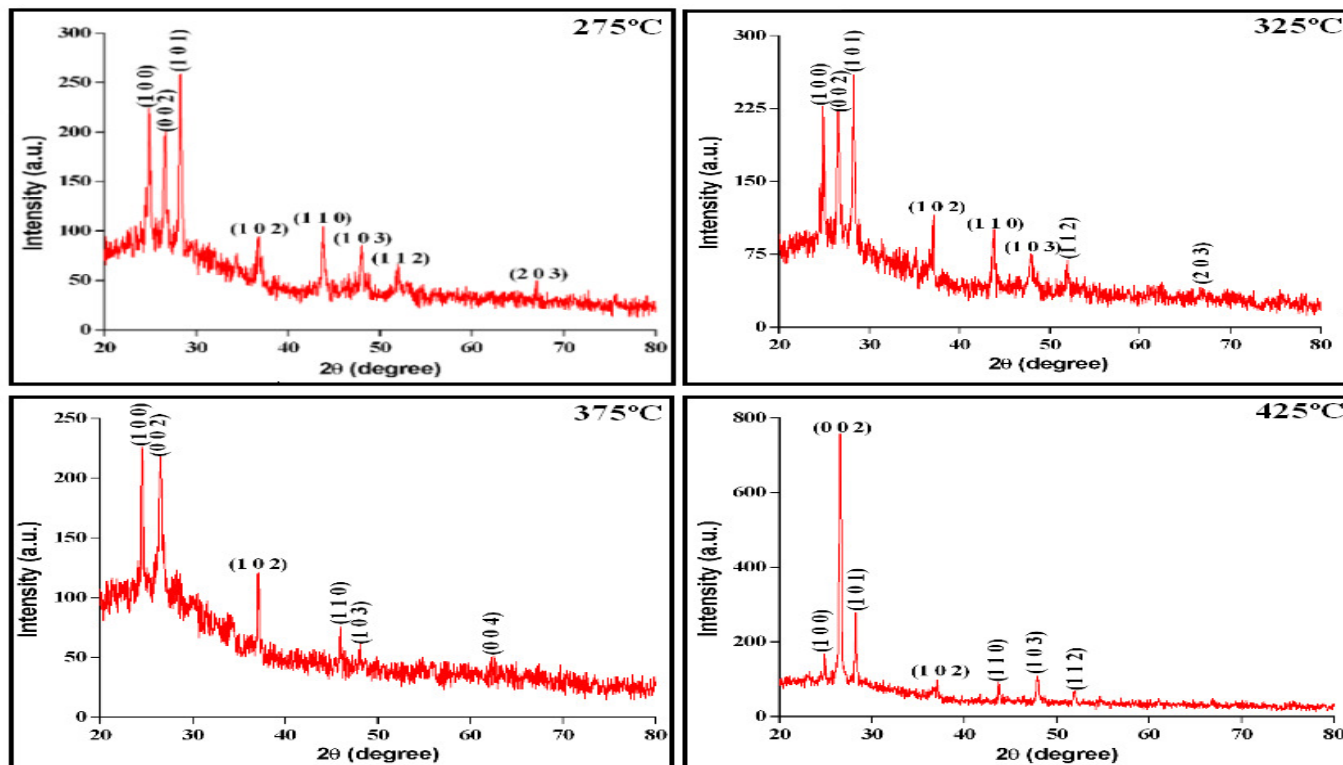 275°C
300
250
200
150
100
50
0
Intensity (a.u.)
(1 0 0)
(0 0 2)
(1 0 1)
(1 0 2)
(1 1 0)
(1 0 3)
(1 1 2)
(2 0 3)
20 30 40 50 60 70 80
2θ (degree)
325°C
300
225
150
75
0
Intensity (a.u.)
(1 0 0)
(0 0 2)
(1 0 1)
(1 0 2)
(1 1 0)
(1 0 3)
(1 1 2)
(2 0 3)
20 30 40 50 60 70 80
2θ (degree)
375°C
250
200
150
100
50
0
Intensity (a.u.)
(1 0 0)
(0 0 2)
(1 0 2)
(1 1 0)
(1 0 3)
(0 0 4)
20 30 40 50 60 70 80
2θ (degree)
425°C
800
600
400
200
0
Intensity (a.u.)
(1 0 0)
(0 0 2)
(1 0 1)
(1 0 2)
(1 1 0)
(1 0 3)
(1 1 2)
20 30 40 50 60 70 80
2θ (degree)